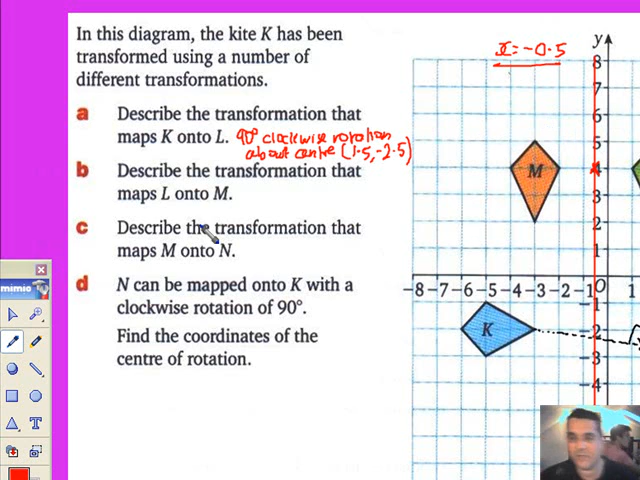 In this diagram, the kite K has been
transformed using a number of
different transformations.
a Describe the transformation that
maps K onto L. 90° clockwise rotation
about centre (1.5, -2.5)
b Describe the transformation that
maps L onto M.
c Describe the transformation that
maps M onto N.
d N can be mapped onto K with a
clockwise rotation of 90°.
Find the coordinates of the
centre of rotation.
x = -0.5
y
8
7
6
5
4
3
2
1
-8 -7 -6 -5 -4 -3 -2 -1 O 1
-1
-2
-3
-4
M
K
mimio
T